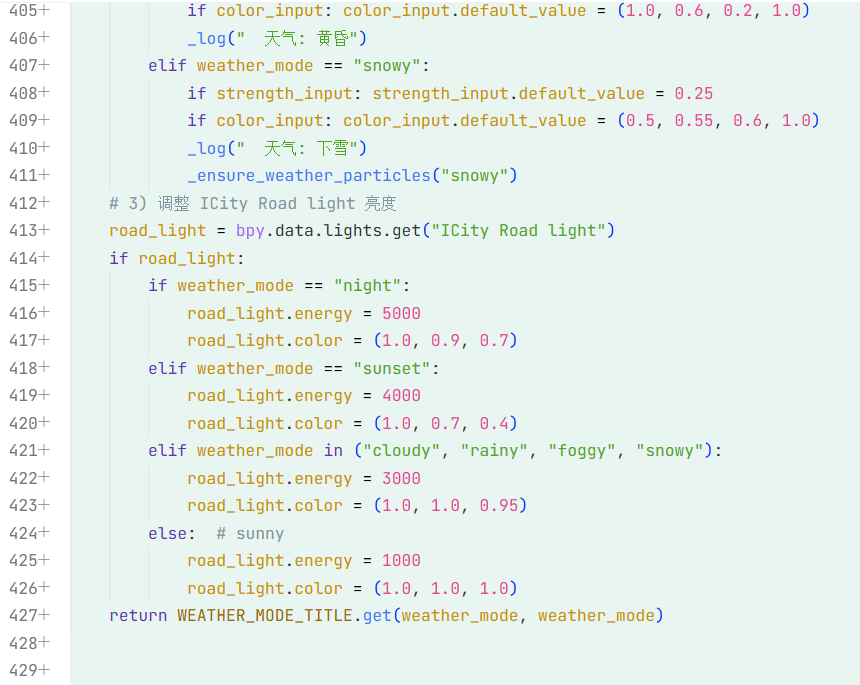 405+            if color_input: color_input.default_value = (1.0, 0.6, 0.2, 1.0)
406+            _log("  天气: 黄昏")
407+        elif weather_mode == "snowy":
408+            if strength_input: strength_input.default_value = 0.25
409+            if color_input: color_input.default_value = (0.5, 0.55, 0.6, 1.0)
410+            _log("  天气: 下雪")
411+            _ensure_weather_particles("snowy")
412+    # 3) 调整 ICity Road light 亮度
413+    road_light = bpy.data.lights.get("ICity Road light")
414+    if road_light:
415+        if weather_mode == "night":
416+            road_light.energy = 5000
417+            road_light.color = (1.0, 0.9, 0.7)
418+        elif weather_mode == "sunset":
419+            road_light.energy = 4000
420+            road_light.color = (1.0, 0.7, 0.4)
421+        elif weather_mode in ("cloudy", "rainy", "foggy", "snowy"):
422+            road_light.energy = 3000
423+            road_light.color = (1.0, 1.0, 0.95)
424+        else:  # sunny
425+            road_light.energy = 1000
426+            road_light.color = (1.0, 1.0, 1.0)
427+    return WEATHER_MODE_TITLE.get(weather_mode, weather_mode)
428+
429+